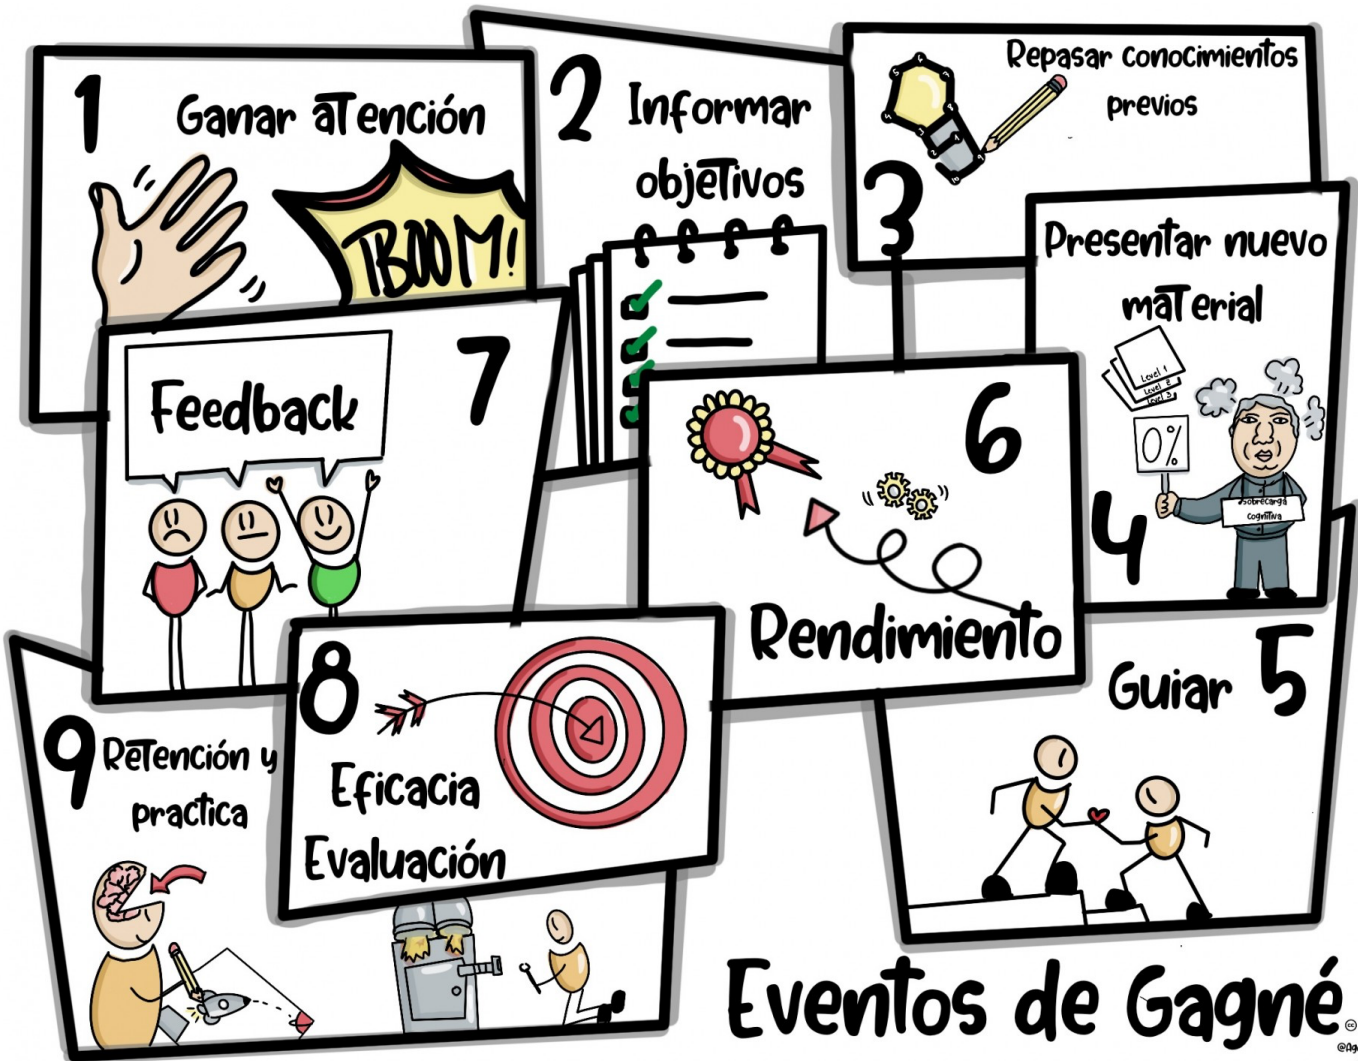 1
Ganar atención
TBOOM!
2
Informar
objetivos
3
Repasar conocimientos
previos
4
Presentar nuevo
material
Level 1
Level 2
Level 3
0%
Sobrecarga
cognitiva
5
Guiar
6
Rendimiento
7
Feedback
8
Eficacia
Evaluación
9
Retención y
practica
Eventos de Gagné
cc